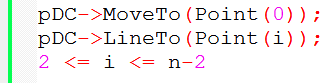 pDC->MoveTo(Point(0));
pDC->LineTo(Point(i));
2 <= i <= n-2